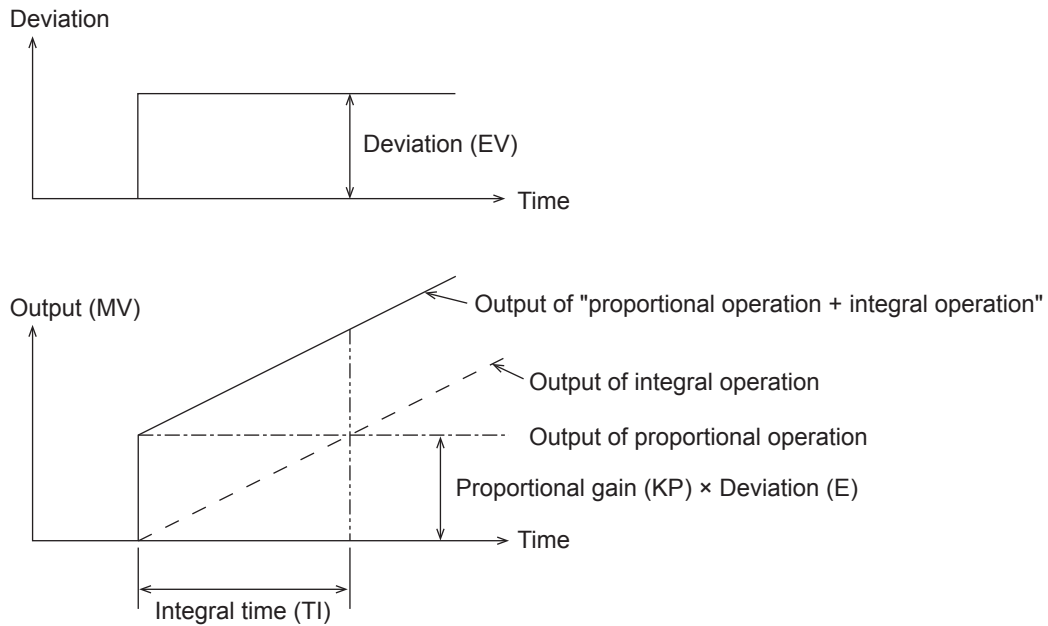 Deviation
Deviation (EV)
Time
Output (MV)
Output of "proportional operation + integral operation"
Output of integral operation
Output of proportional operation
Proportional gain (KP) × Deviation (E)
Time
Integral time (TI)